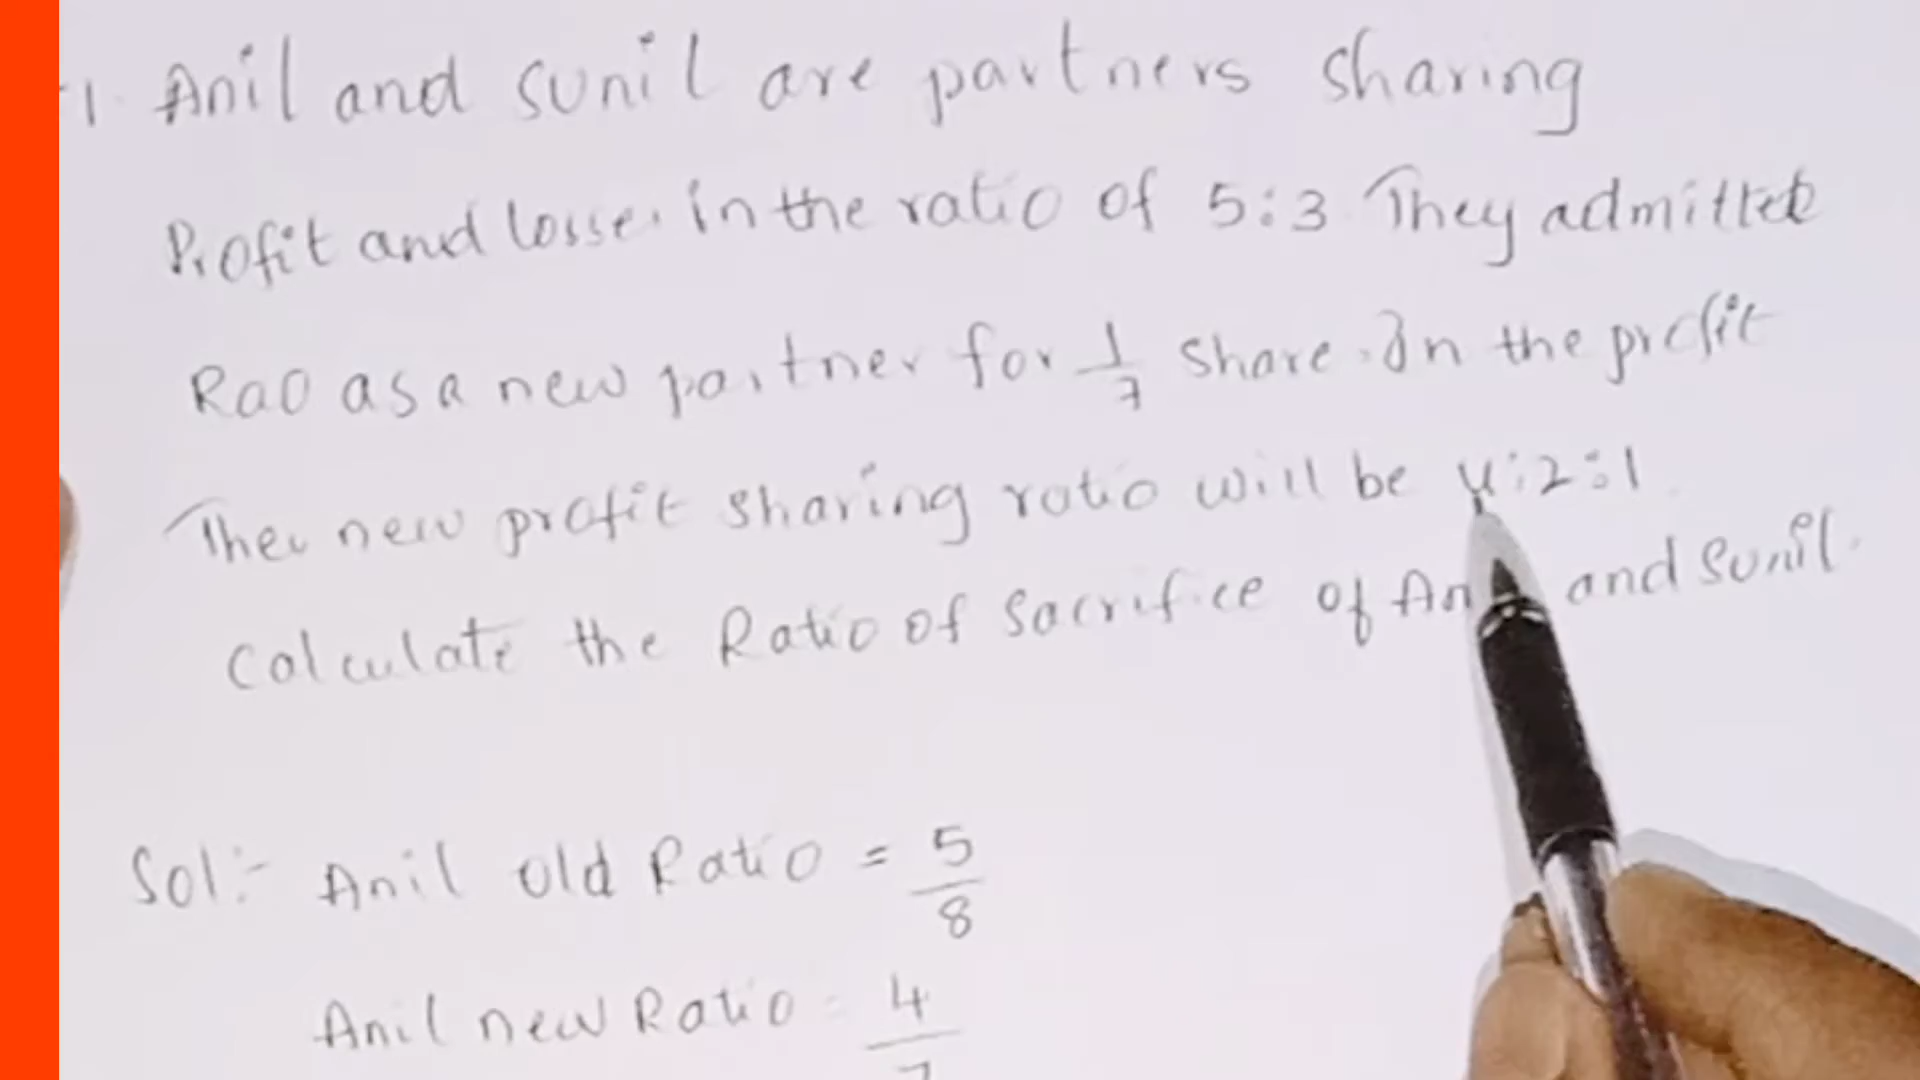 1. Anil and sunil are partners sharing
Profit and losses in the ratio of 5:3. They admitted
Rao as a new partner for 1/7 share. In the profit
Their new profit sharing ratio will be 4:2:1.
Calculate the Ratio of Sacrifice of and Sunil.
Sol:- Anil old Ratio = 5/8
Anil new Ratio = 4/7